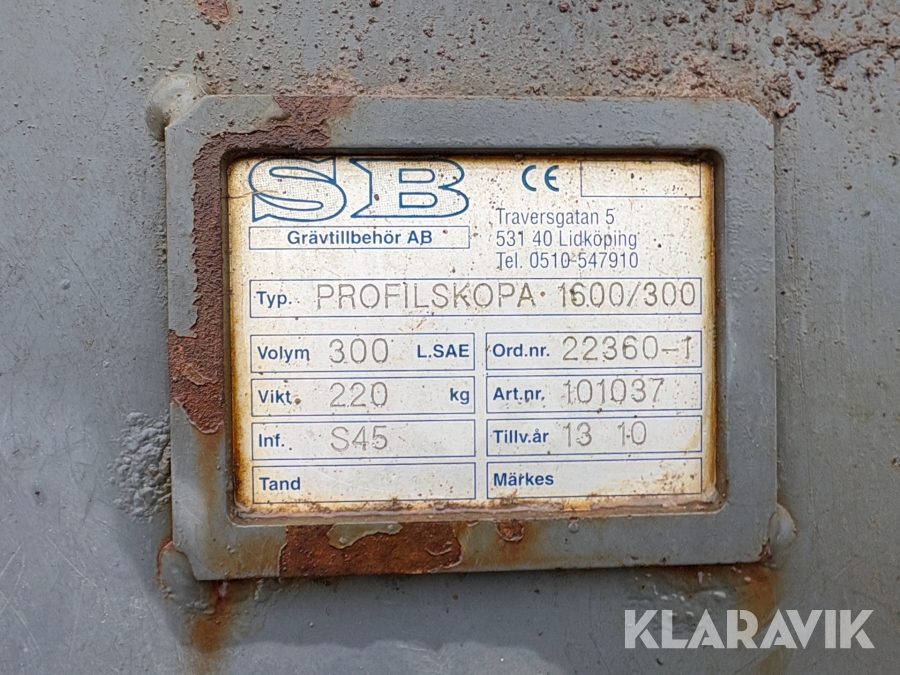 SB
Grävtillbehör AB
CE
Traversgatan 5
531 40 Lidköping
Tel. 0510-547910
Typ. PROFILSKOPA 1600/300
Volym 300 L.SAE
Ord.nr. 22360-1
Vikt. 220 kg
Art.nr. 101037
Inf. S45
Tillv.år 13 10
Tand
Märkes
KLARAVIK